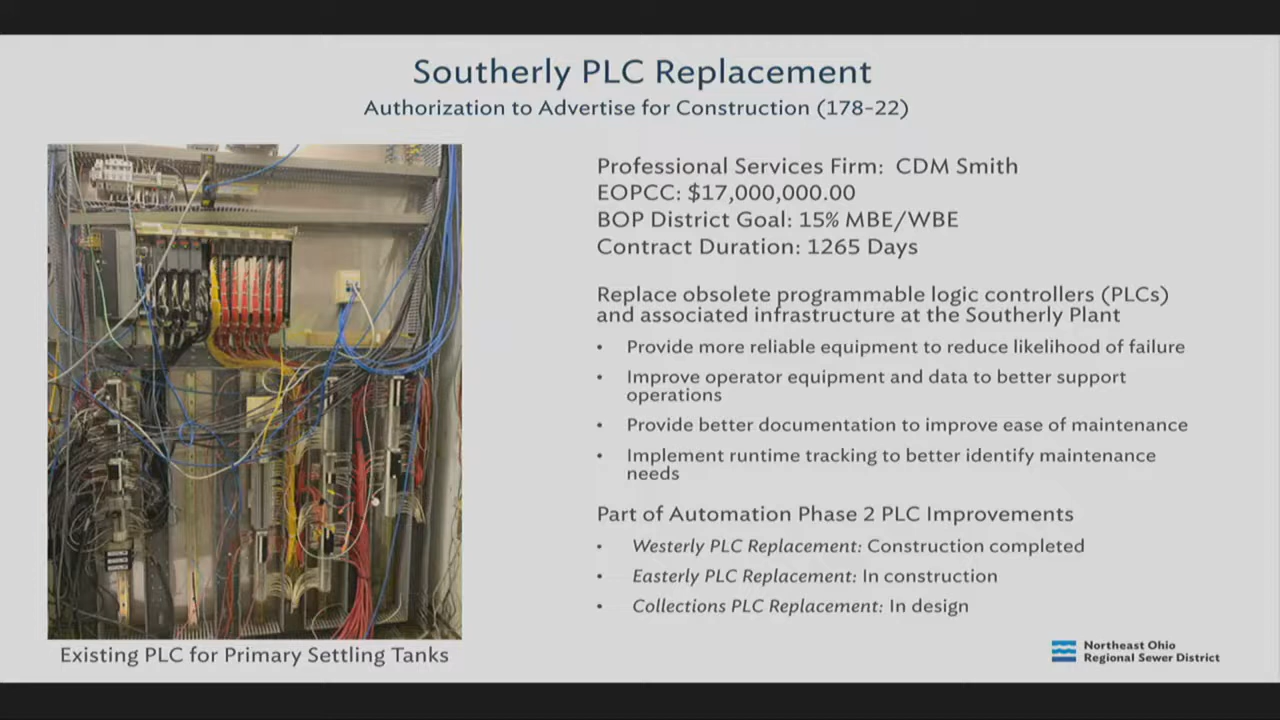 Southerly PLC Replacement
Authorization to Advertise for Construction (178-22)
Professional Services Firm: CDM Smith
EOPCC: $17,000,000.00
BOP District Goal: 15% MBE/WBE
Contract Duration: 1265 Days
Replace obsolete programmable logic controllers (PLCs)
and associated infrastructure at the Southerly Plant
• Provide more reliable equipment to reduce likelihood of failure
• Improve operator equipment and data to better support
operations
• Provide better documentation to improve ease of maintenance
• Implement runtime tracking to better identify maintenance
needs
Part of Automation Phase 2 PLC Improvements
• Westerly PLC Replacement: Construction completed
• Easterly PLC Replacement: In construction
• Collections PLC Replacement: In design
Existing PLC for Primary Settling Tanks
Northeast Ohio
Regional Sewer District